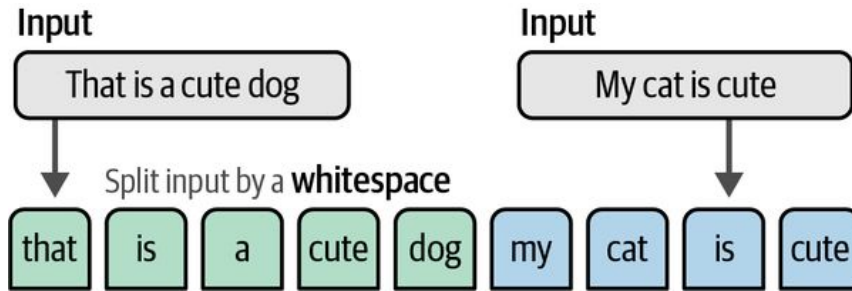 Input Input
That is a cute dog My cat is cute
Split input by a whitespace
that is a cute dog my cat is cute